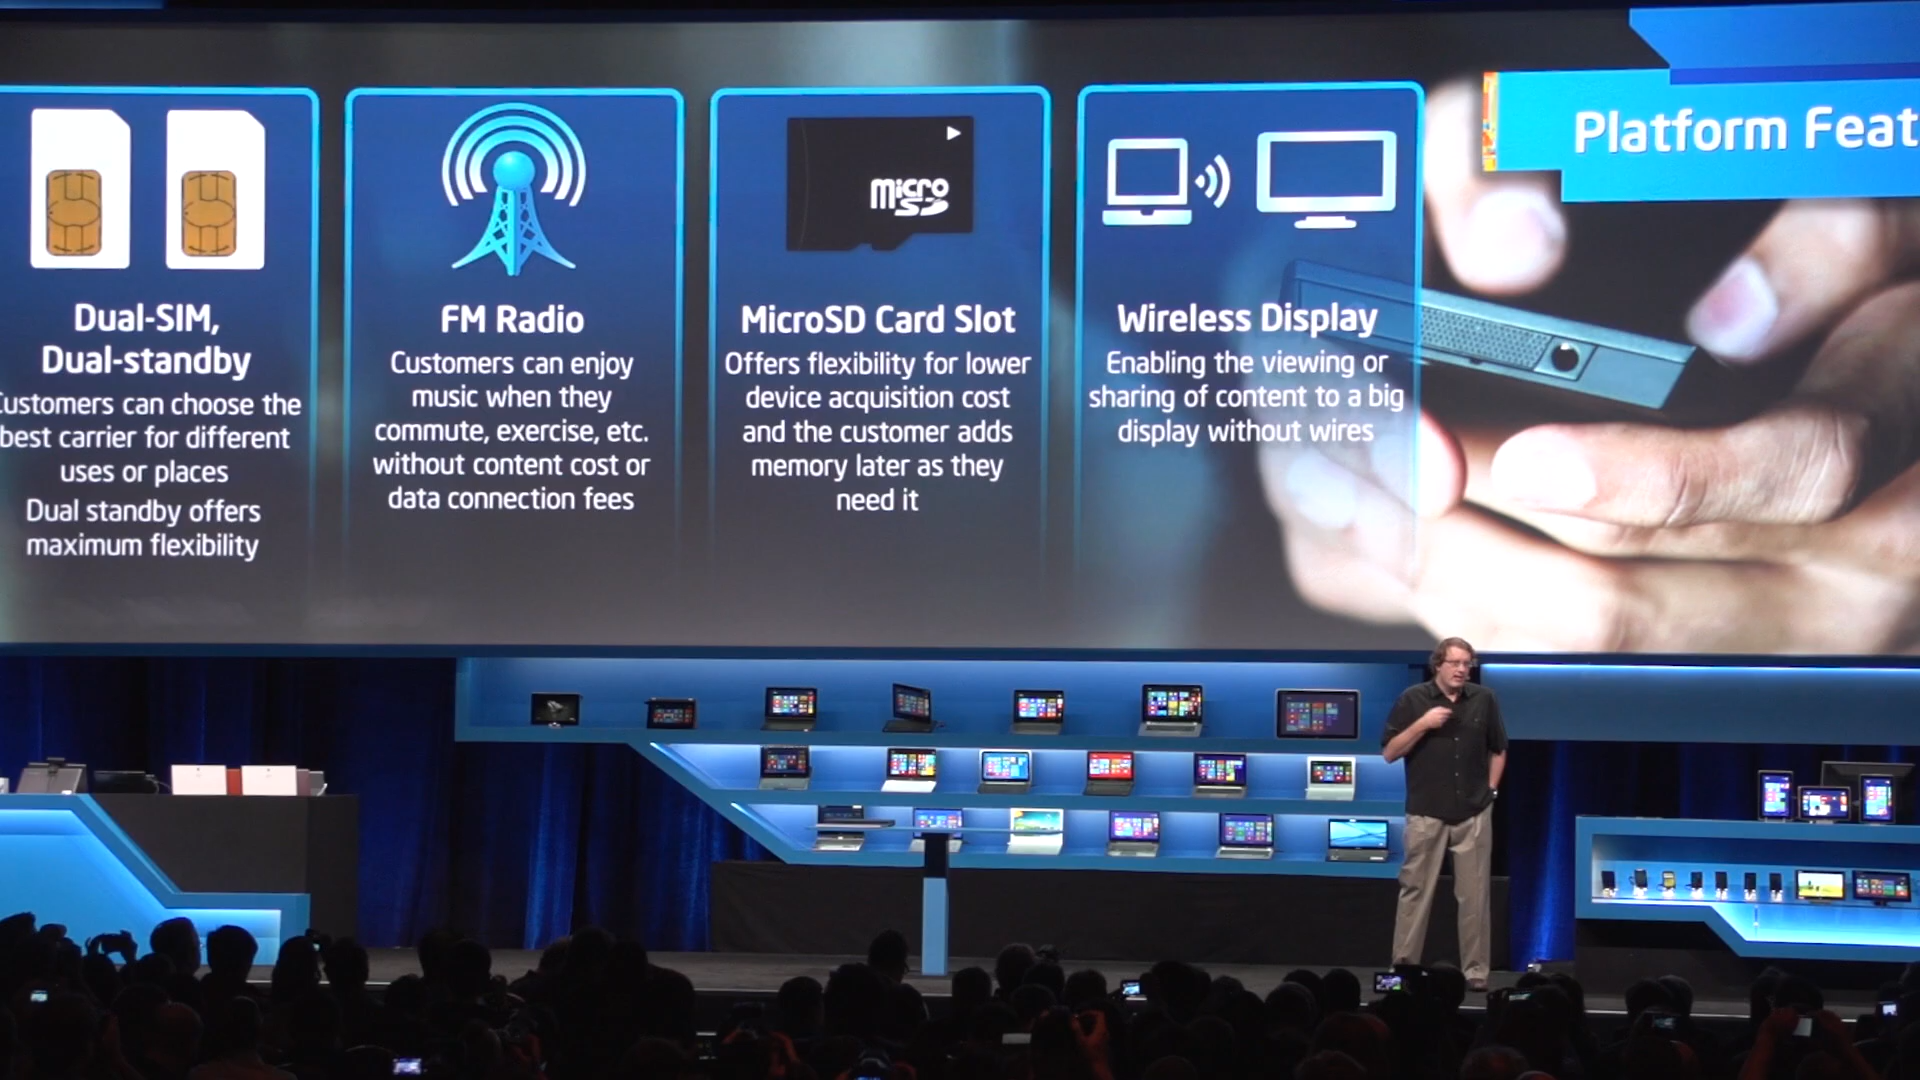 Platform Feat
Dual-SIM,
Dual-standby
Customers can choose the
best carrier for different
uses or places
Dual standby offers
maximum flexibility
FM Radio
Customers can enjoy
music when they
commute, exercise, etc.
without content cost or
data connection fees
micro
SD
MicroSD Card Slot
Offers flexibility for lower
device acquisition cost
and the customer adds
memory later as they
need it
Wireless Display
Enabling the viewing or
sharing of content to a big
display without wires